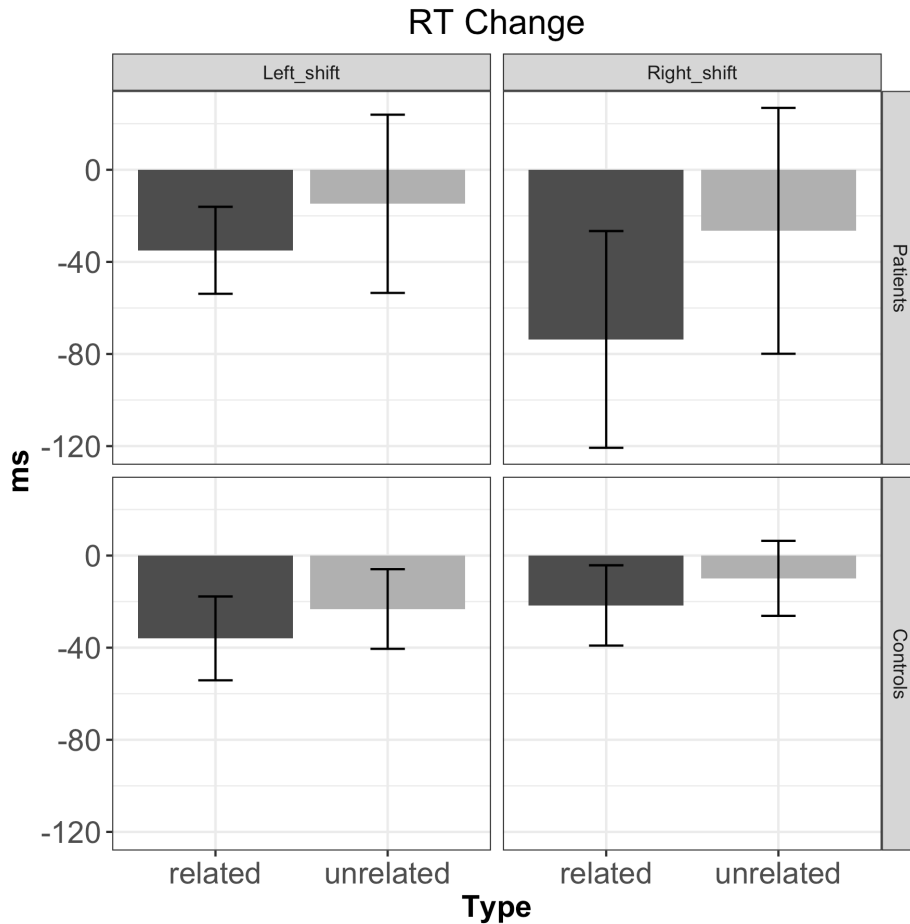 RT Change
Left_shift
Right_shift
0
-40
-80
-120
Patients
ms
0
-40
-80
-120
Controls
related
unrelated
related
unrelated
Type